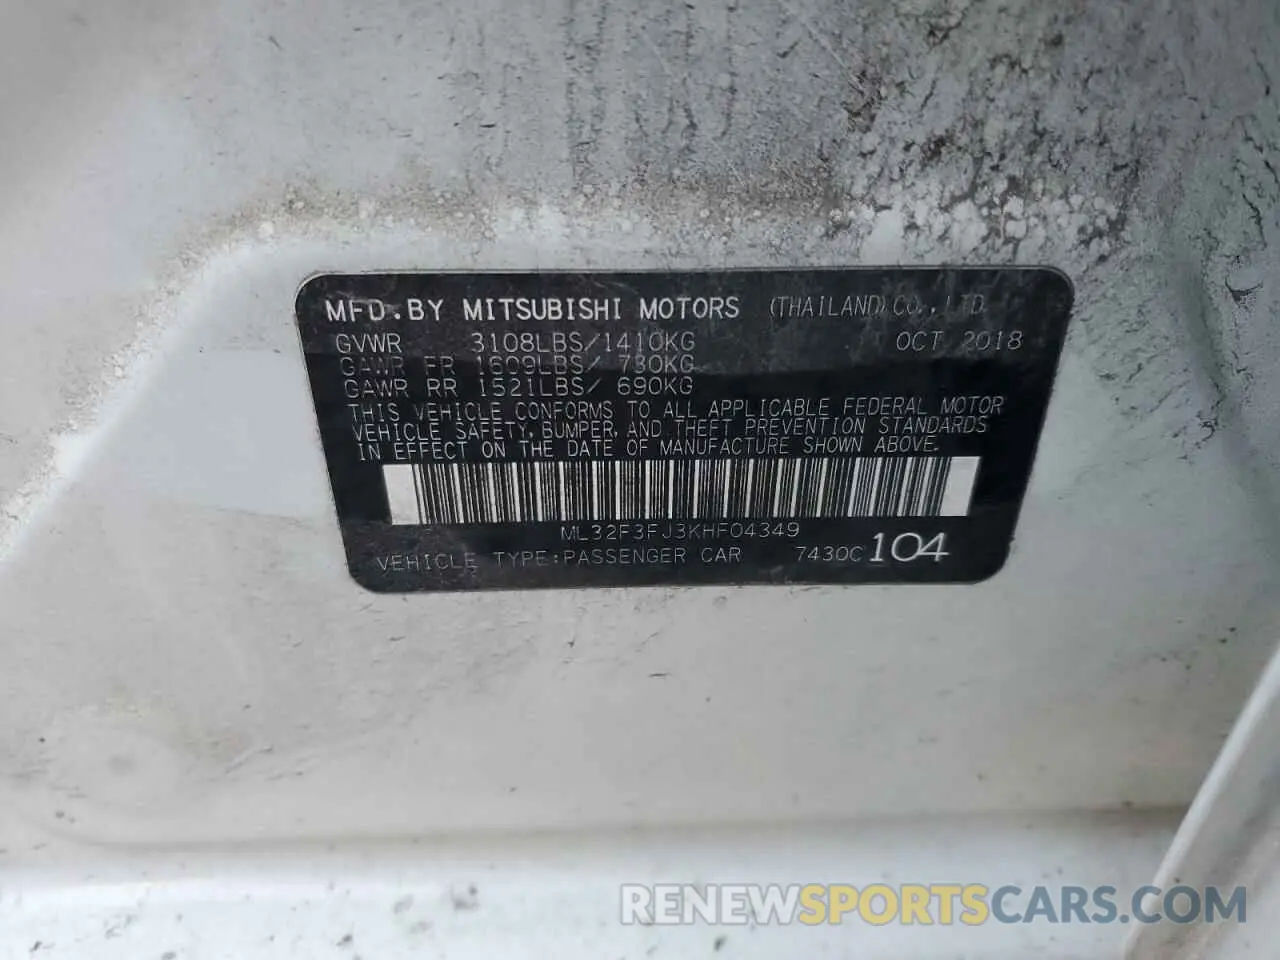 MFD.BY MITSUBISHI MOTORS (THAILAND) CO., LTD.
GVWR 3108LBS/1410KG OCT 2018
GAWR FR 1609LBS/ 730KG
GAWR RR 1521LBS/ 690KG
THIS VEHICLE CONFORMS TO ALL APPLICABLE FEDERAL MOTOR
VEHICLE SAFETY, BUMPER, AND THEFT PREVENTION STANDARDS
IN EFFECT ON THE DATE OF MANUFACTURE SHOWN ABOVE.
ML32F3FJ3KHF04349
VEHICLE TYPE:PASSENGER CAR 7430C 104
RENEWSPORTSCARS.COM